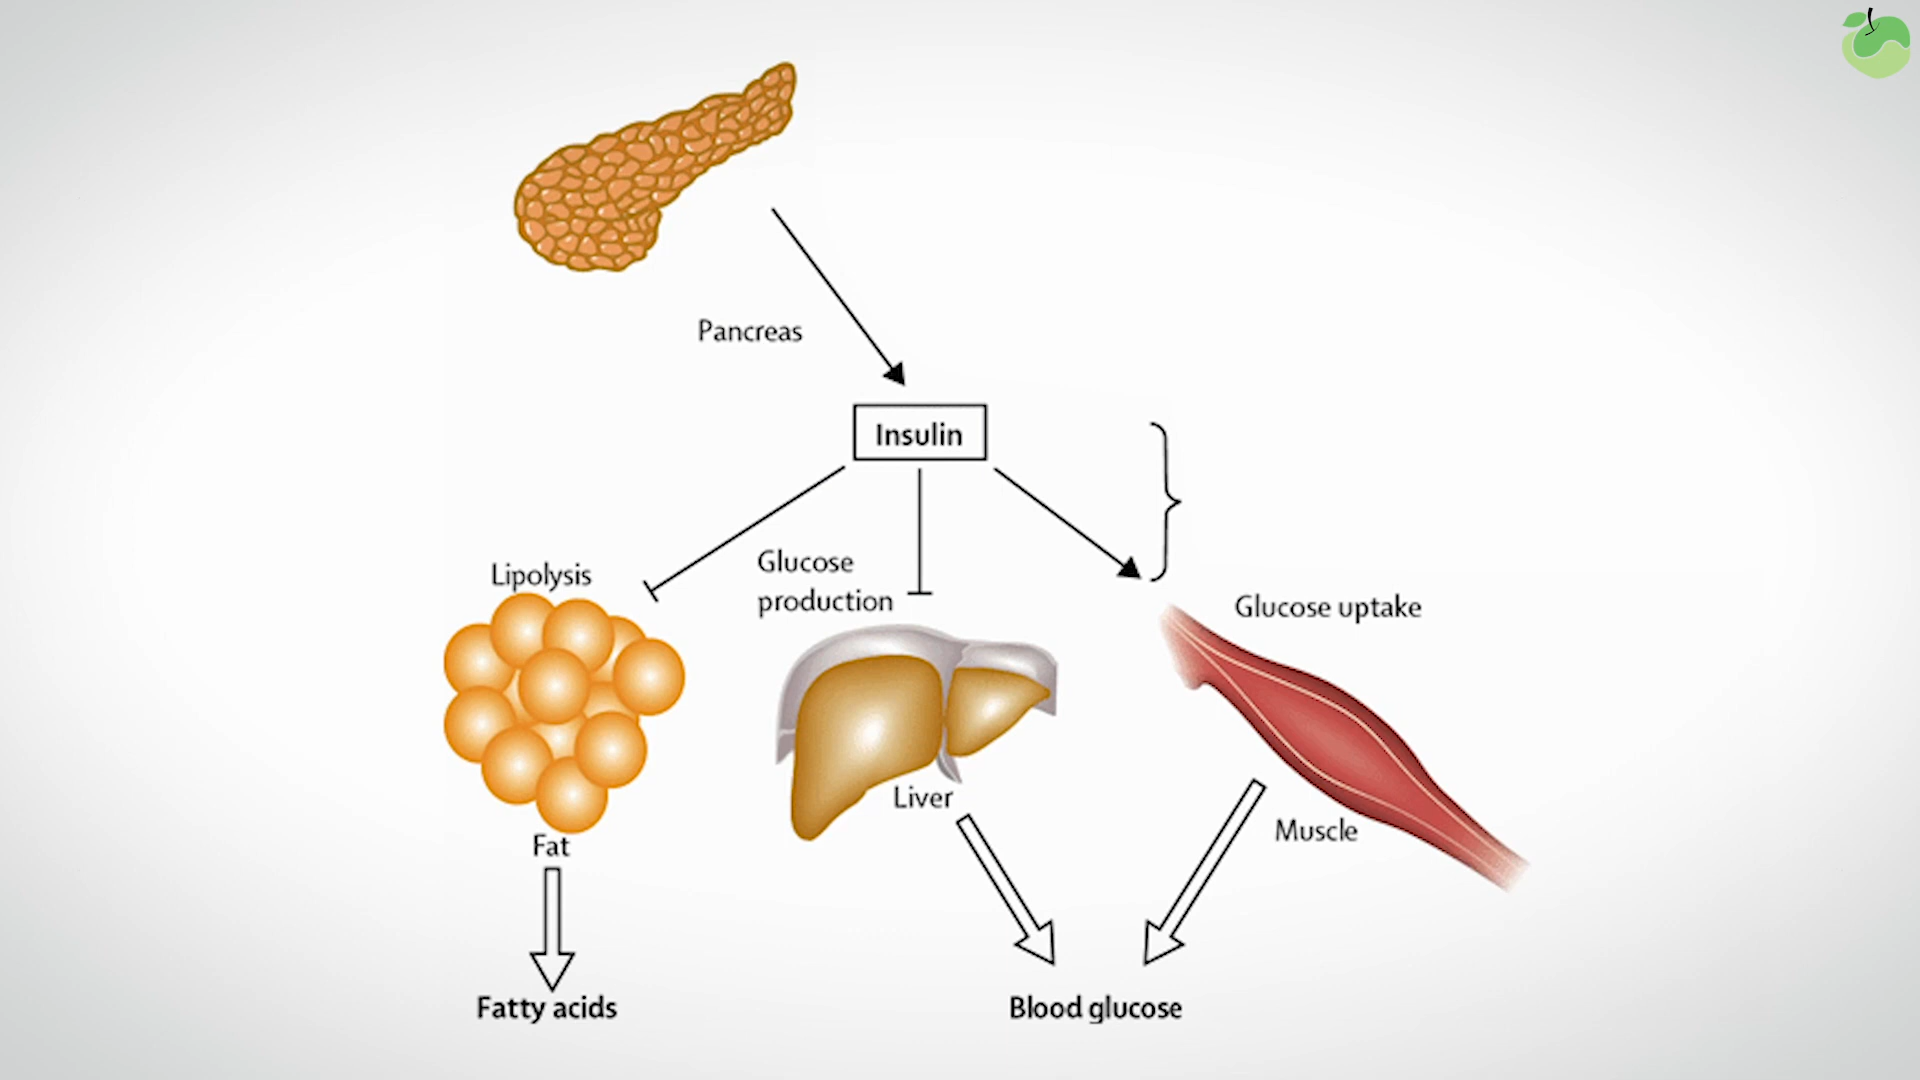 Pancreas
Insulin
Lipolysis
Glucose
production
Glucose uptake
Liver
Muscle
Fat
Fatty acids
Blood glucose